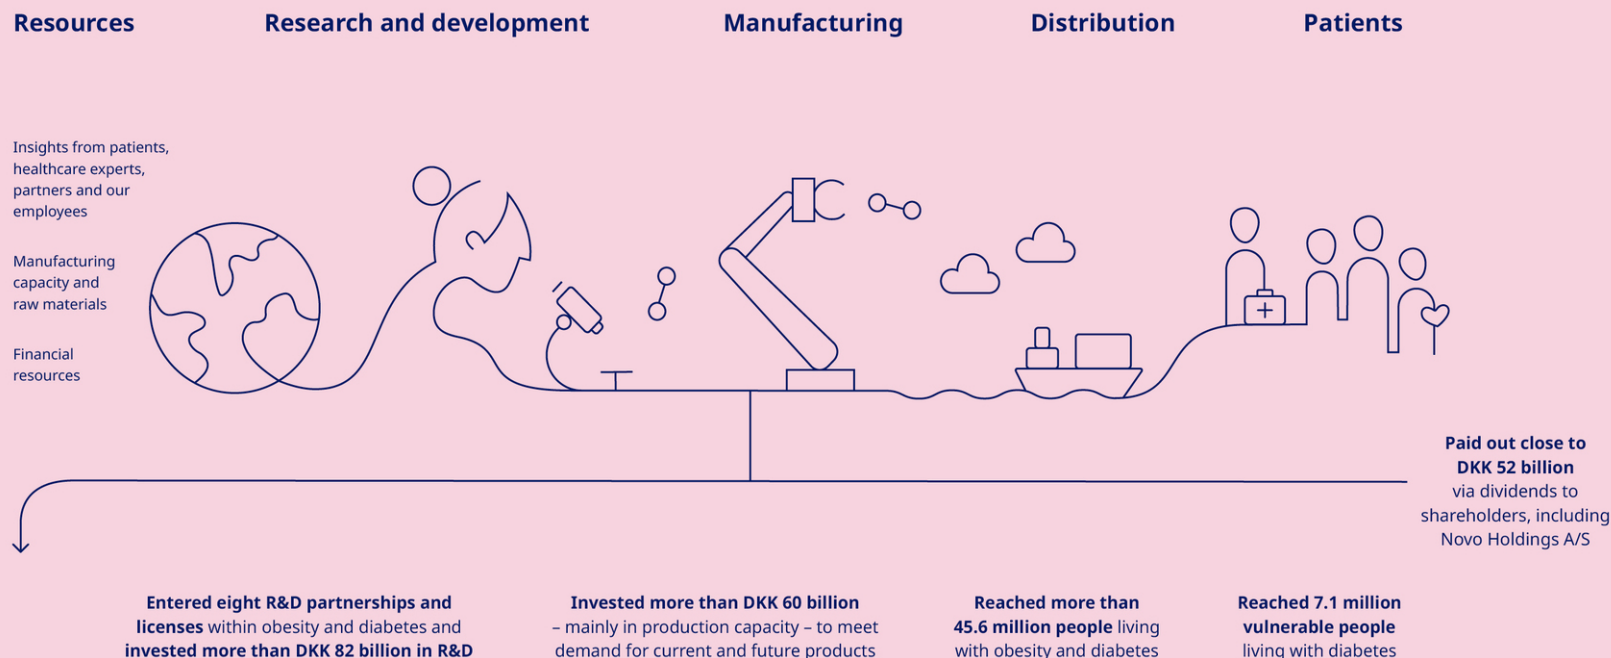 Resources
Research and development
Manufacturing
Distribution
Patients
Insights from patients,
healthcare experts,
partners and our
employees
Manufacturing
capacity and
raw materials
Financial
resources
Paid out close to
DKK 52 billion
via dividends to
shareholders, including
Novo Holdings A/S
Entered eight R&D partnerships and
licenses within obesity and diabetes and
invested more than DKK 82 billion in R&D
Invested more than DKK 60 billion
– mainly in production capacity – to meet
demand for current and future products
Reached more than
45.6 million people living
with obesity and diabetes
Reached 7.1 million
vulnerable people
living with diabetes